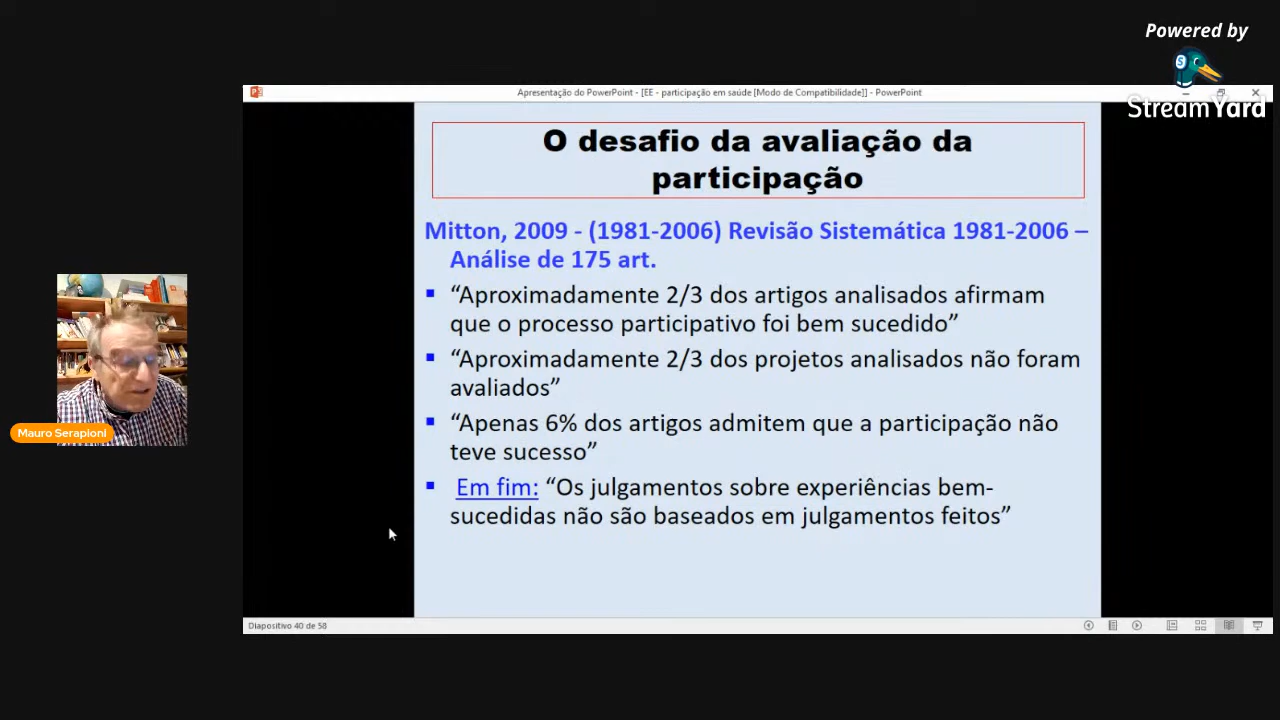 Powered by
StreamYard
Apresentação do PowerPoint - [EE - participação em saúde [Modo de Compatibilidade]] - PowerPoint
O desafio da avaliação da
participação
Mitton, 2009 - (1981-2006) Revisão Sistemática 1981-2006 –
Análise de 175 art.
“Aproximadamente 2/3 dos artigos analisados afirmam
que o processo participativo foi bem sucedido”
“Aproximadamente 2/3 dos projetos analisados não foram
avaliados”
“Apenas 6% dos artigos admitem que a participação não
teve sucesso”
Em fim: “Os julgamentos sobre experiências bem-
sucedidas não são baseados em julgamentos feitos”
Mauro Serapioni
Diapositivo 40 de 58